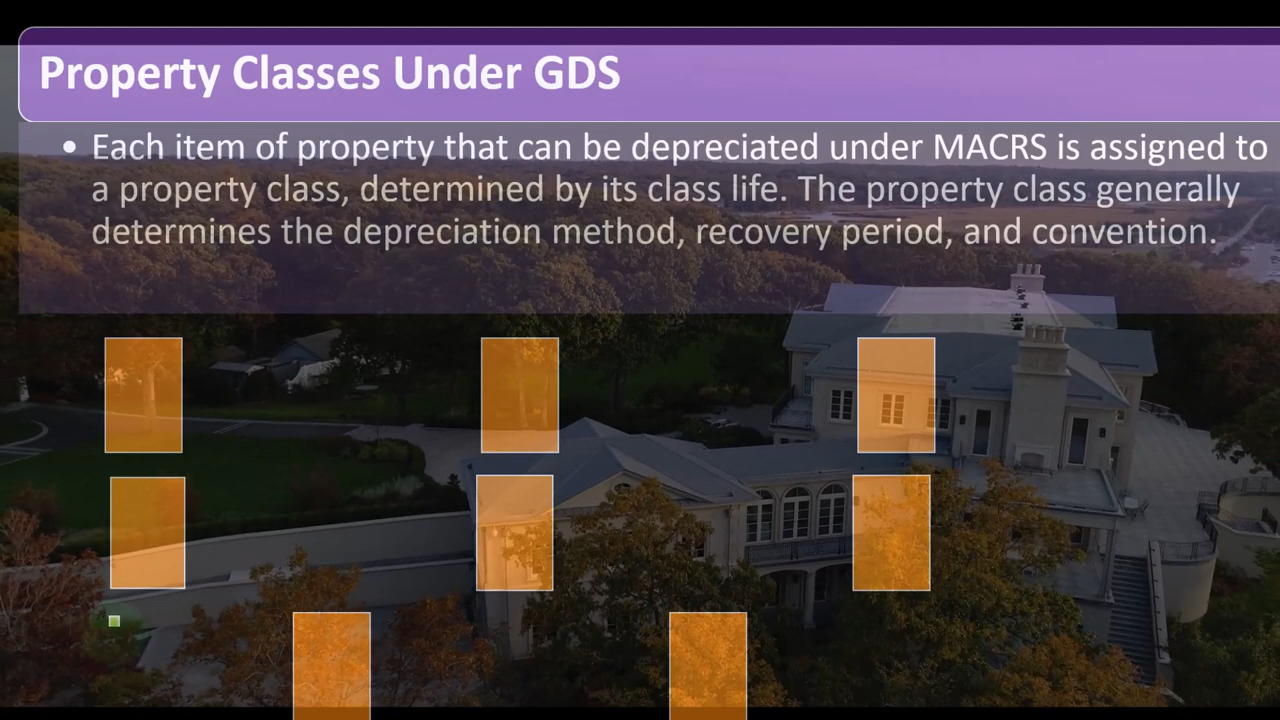 Property Classes Under GDS
• Each item of property that can be depreciated under MACRS is assigned to
a property class, determined by its class life. The property class generally
determines the depreciation method, recovery period, and convention.